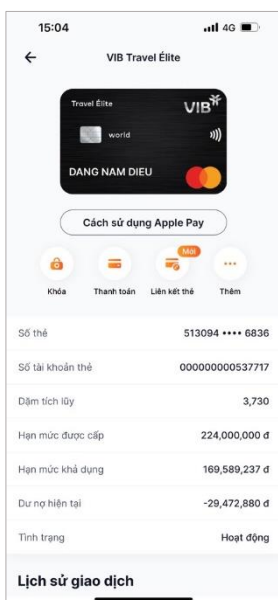 15:04
4G
VIB Travel Élite
Travel Élite
VIB
world
DANG NAM DIEU
Cách sử dụng Apple Pay
Mới
Khóa
Thanh toán
Liên kết thẻ
Thêm
Số thẻ 513094 •••• 6836
Số tài khoản thẻ 000000000537717
Dặm tích lũy 3,730
Hạn mức được cấp 224,000,000 đ
Hạn mức khả dụng 169,589,237 đ
Dư nợ hiện tại -29,472,880 đ
Tình trạng Hoạt động
Lịch sử giao dịch